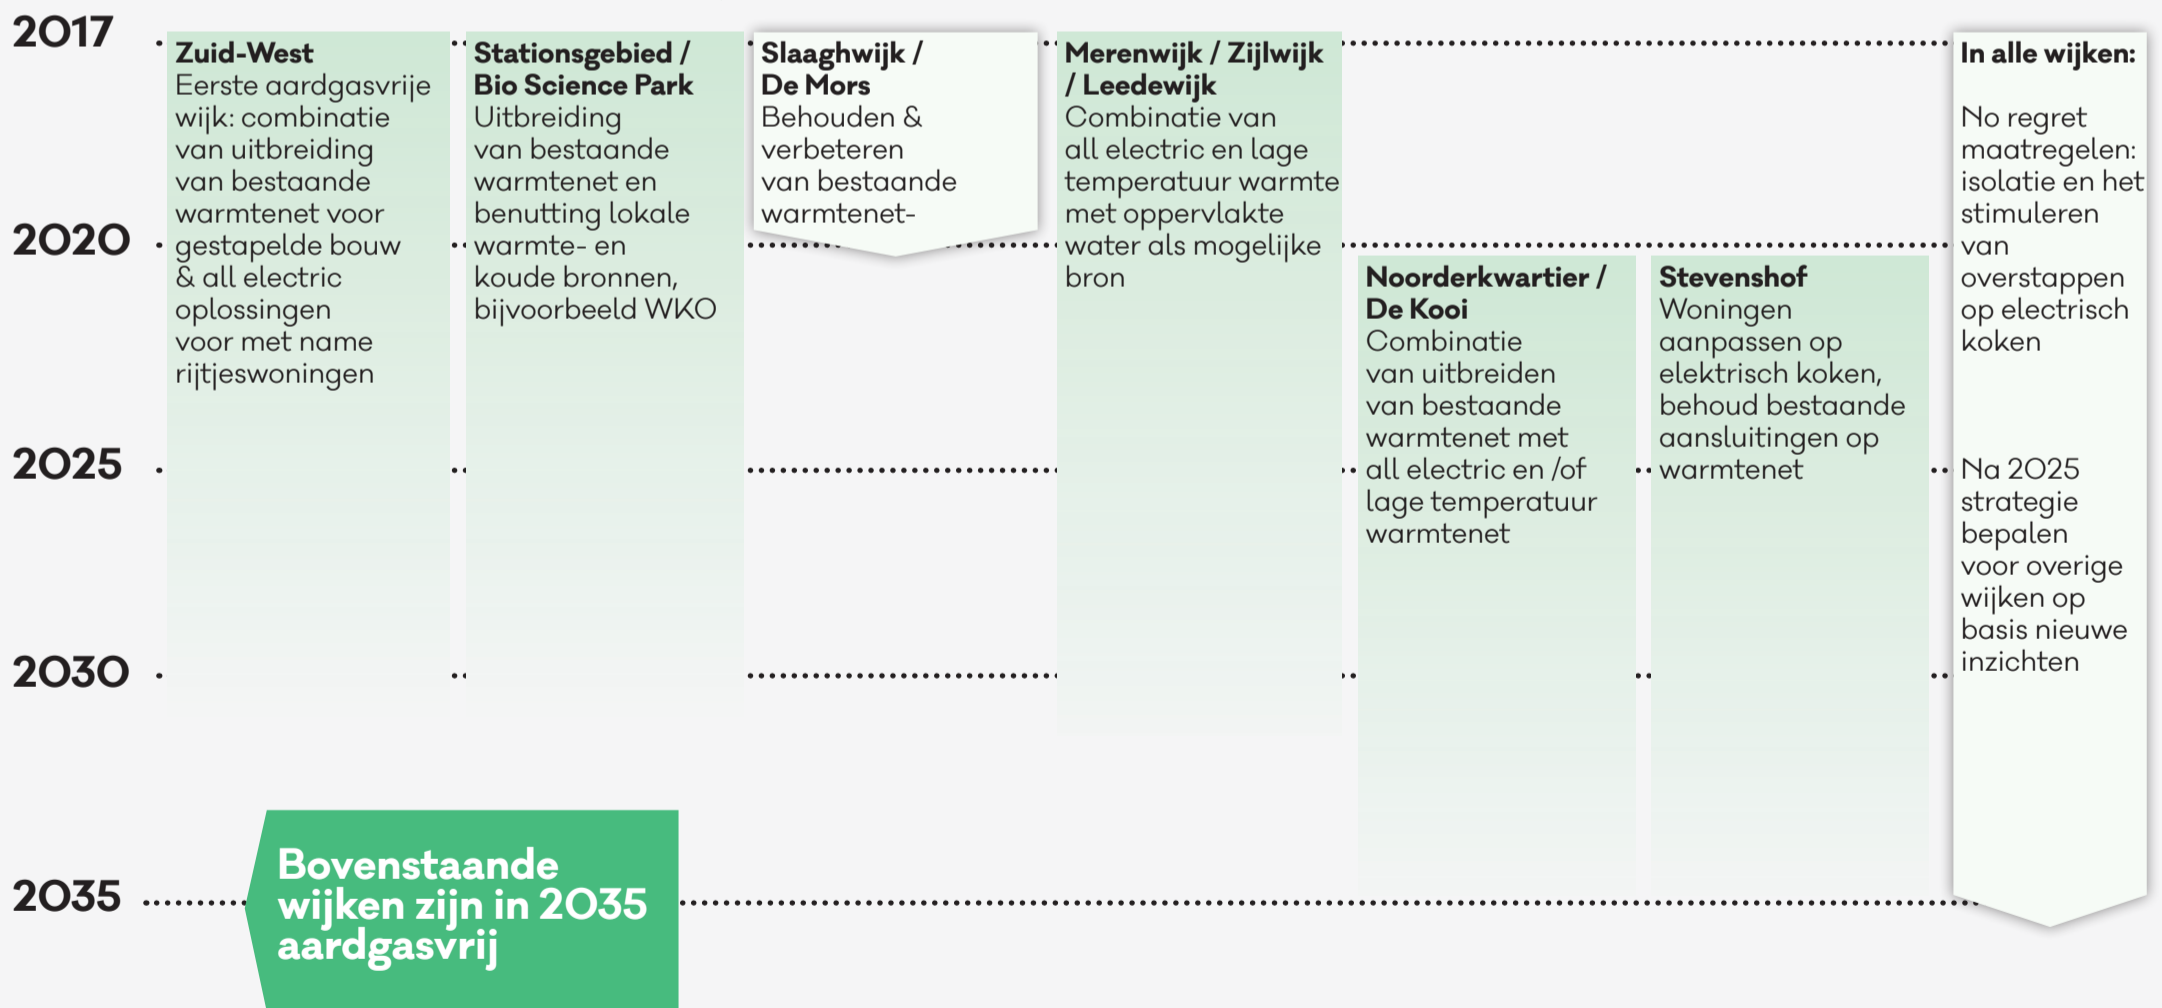 2017
2020
2025
2030
2035
Zuid-West
Eerste aardgasvrije
wijk: combinatie
van uitbreiding
van bestaande
warmtenet voor
gestapelde bouw
& all electric
oplossingen
voor met name
rijtjeswoningen
Stationsgebied /
Bio Science Park
Uitbreiding
van bestaande
warmtenet en
benutting lokale
warmte- en
koude bronnen,
bijvoorbeeld WKO
Slaaghwijk /
De Mors
Behouden &
verbeteren
van bestaande
warmtenet-
Merenwijk / Zijlwijk
/ Leedewijk
Combinatie van
all electric en lage
temperatuur warmte
met oppervlakte
water als mogelijke
bron
Noorderkwartier /
De Kooi
Combinatie
van uitbreiden
van bestaande
warmtenet met
all electric en /of
lage temperatuur
warmtenet
Stevenshof
Woningen
aanpassen op
elektrisch koken,
behoud bestaande
aansluitingen op
warmtenet
In alle wijken:
No regret
maatregelen:
isolatie en het
stimuleren
van
overstappen
op electrisch
koken
Na 2025
strategie
bepalen
voor overige
wijken op
basis nieuwe
inzichten
Bovenstaande
wijken zijn in 2035
aardgasvrij